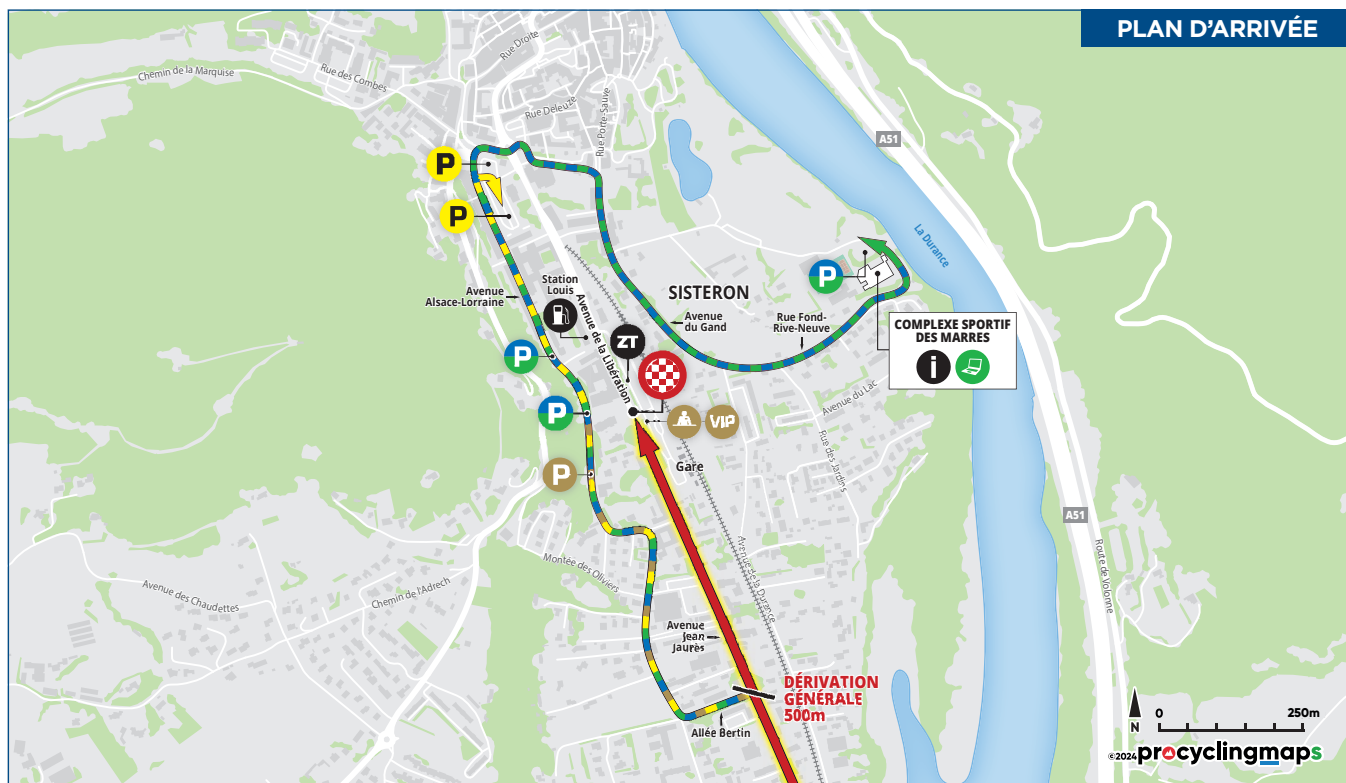 PLAN D'ARRIVÉE
Rue Droite
Chemin de la Marquise
Rue des Combes
Rue Deleuze
Rue Porte-Sauve
A51
P
P
La Durance
Station
Louis
Avenue
Alsace-Lorraine
Avenue de la Libération
SISTERON
P
Avenue
du Gand
Rue Fond-
Rive-Neuve
COMPLEXE SPORTIF
DES MARRES
i
ZT
P
P
VIP
Avenue du Lac
Rue des Jardins
Gare
P
A51
Route de Volonne
Montée des Oliviers
Avenue de la Durance
Avenue des Chaudettes
Chemin de l'Adrech
Avenue
Jean
Jaurès
DÉRIVATION
GÉNÉRALE
500m
Allée Bertin
N
0 250m
©2024 procyclingmaps